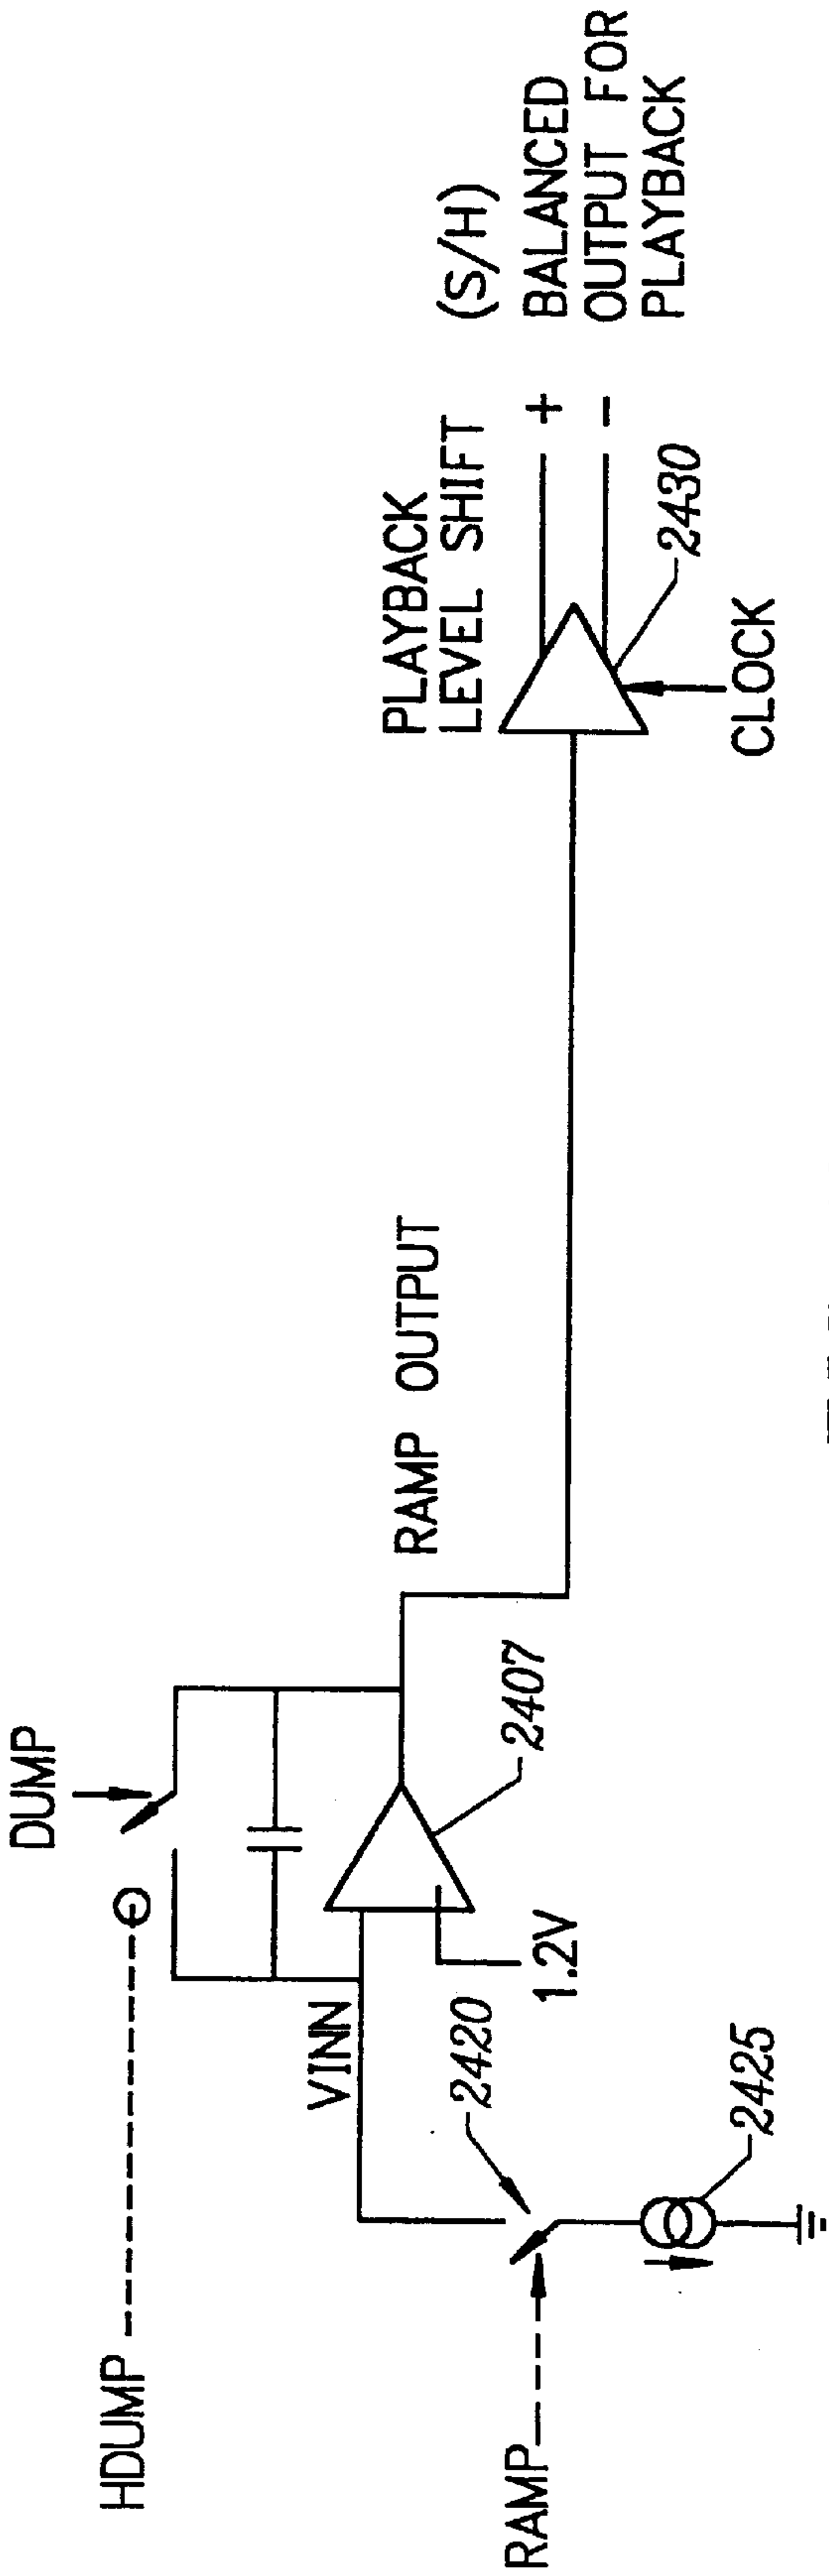 HDUMP
DUMP
VINN
RAMP OUTPUT
PLAYBACK
LEVEL SHIFT
(S/H)
+
BALANCED
OUTPUT FOR
PLAYBACK
-
2430
CLOCK
2407
1.2V
2420
RAMP
2425